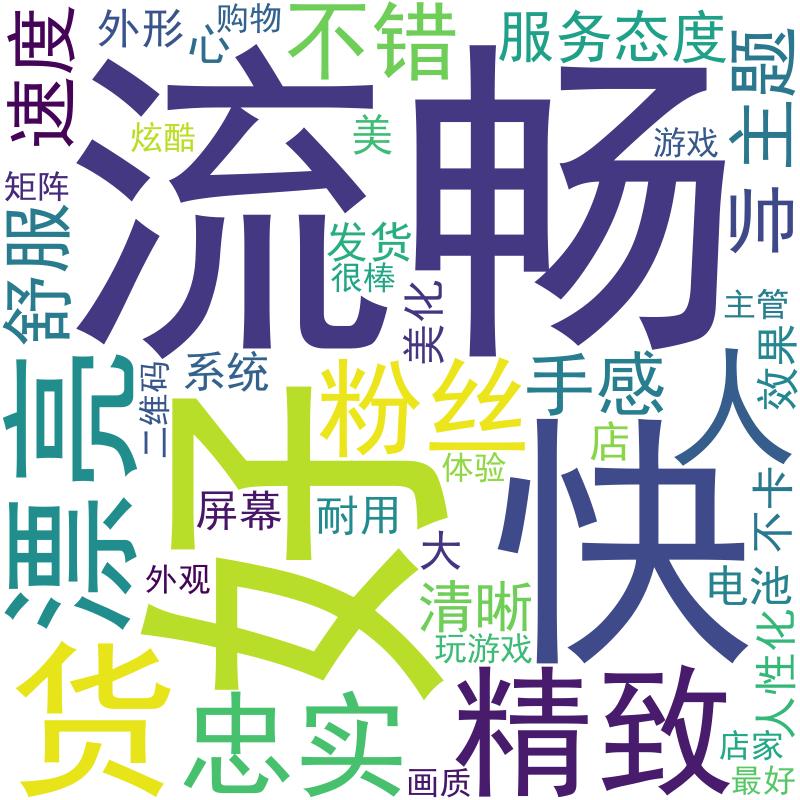 速度
外形
购物
心
不错
服务态度
主题
流畅
炫酷
美
游戏
矩阵
帅
舒服
发货
很棒
美化
主管
效果
漂亮
二维码
系统
粉丝
手感
人
好
快
店
体验
屏幕
耐用
大
不卡
外观
清晰
电池
玩游戏
人性化
货
忠实
精致
画质
店家
最好